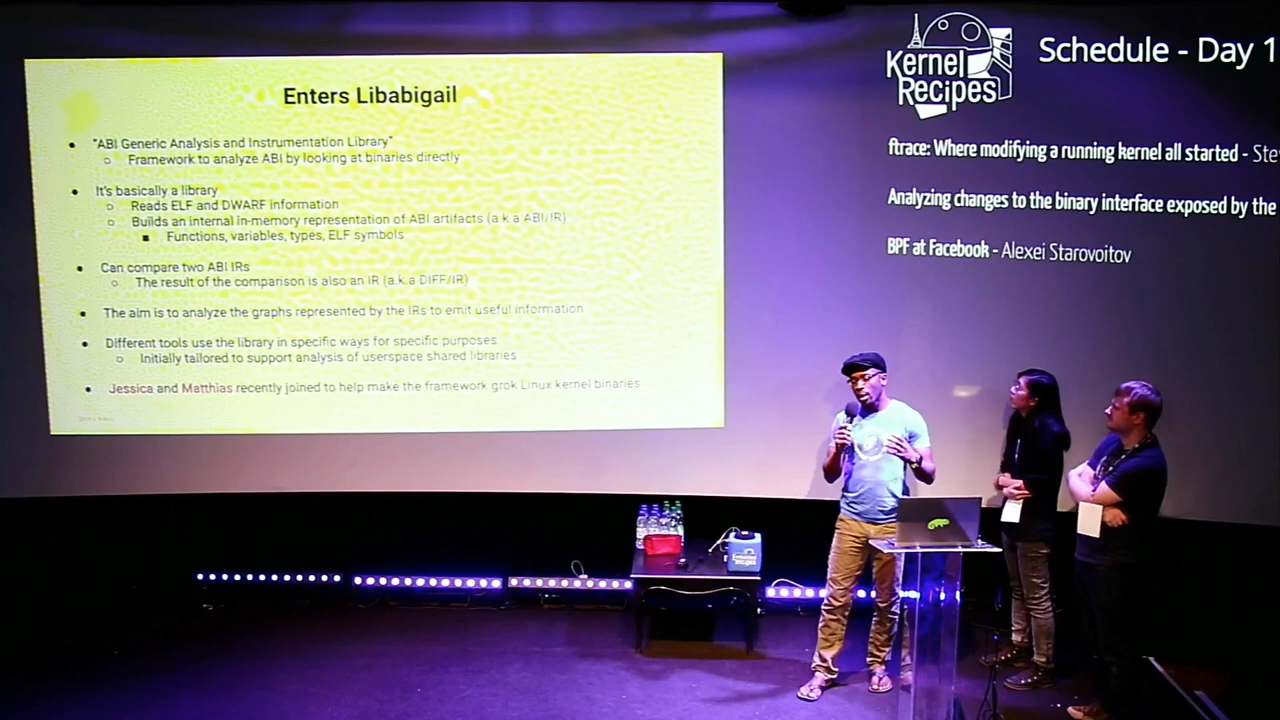 Enters Libabigail
"ABI Generic Analysis and Instrumentation Library"
Framework to analyze ABI by looking at binaries directly
It's basically a library
Reads ELF and DWARF information
Builds an internal in-memory representation of ABI artifacts (a.k.a ABI/IR)
Functions, variables, types, ELF symbols
Can compare two ABI IRs
The result of the comparison is also an IR (a.k.a DIFF/IR)
The aim is to analyze the graphs represented by the IRs to emit useful information
Different tools use the library in specific ways for specific purposes
Initially tailored to support analysis of userspace shared libraries
Jessica and Matthias recently joined to help make the framework grok Linux kernel binaries
Kernel
Recipes
Schedule - Day 1
ftrace: Where modifying a running kernel all started - Ste
Analyzing changes to the binary interface exposed by the
BPF at Facebook - Alexei Starovoitov